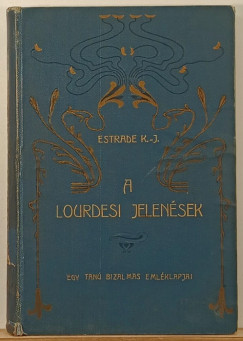 ESTRADE K.-J.
A
LOURDESI JELENÉSEK
EGY TANÚ BIZALMAS EMLÉKLAPJAI